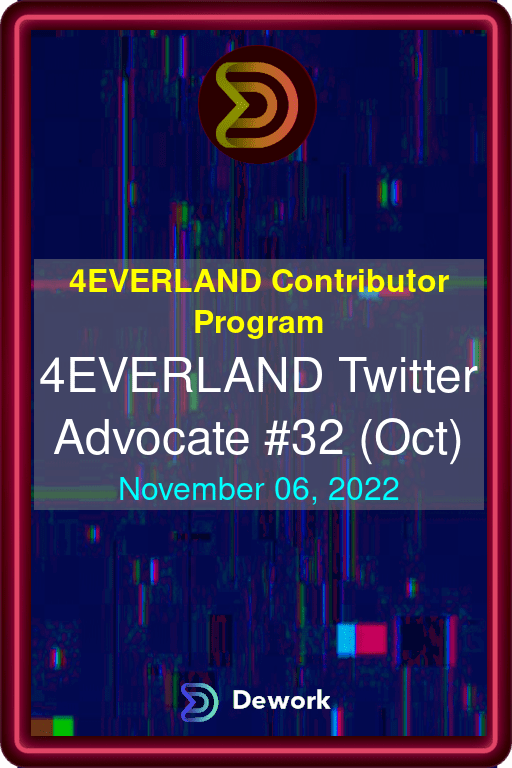 4EVERLAND Contributor
Program
4EVERLAND Twitter
Advocate #32 (Oct)
November 06, 2022
Dework